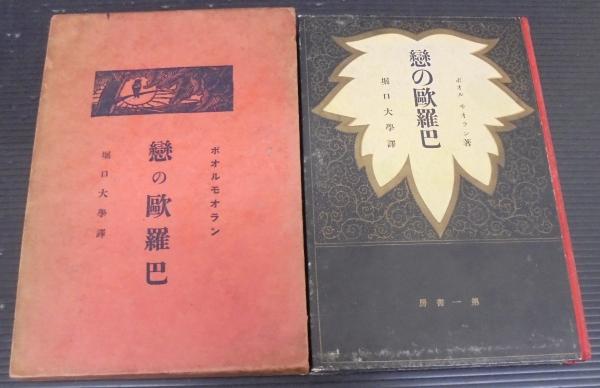 ポオルモオラン
戀の歐羅巴
堀口大學譯
ポオル モオラン著
戀の歐羅巴
堀口大學譯
房書一第